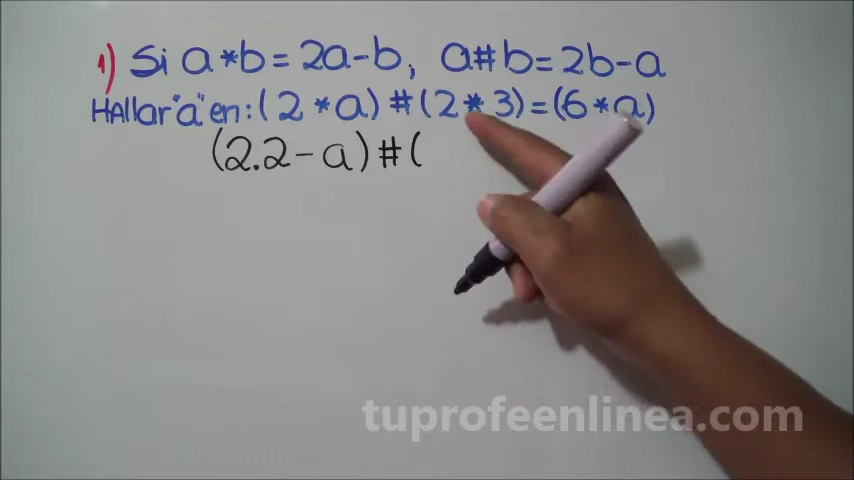 1) Si a*b = 2a-b, a#b = 2b-a
HAllar "a" en: (2*a)#(2*3)=(6*a)
(2.2-a)#(
tuprofeenlinea.com